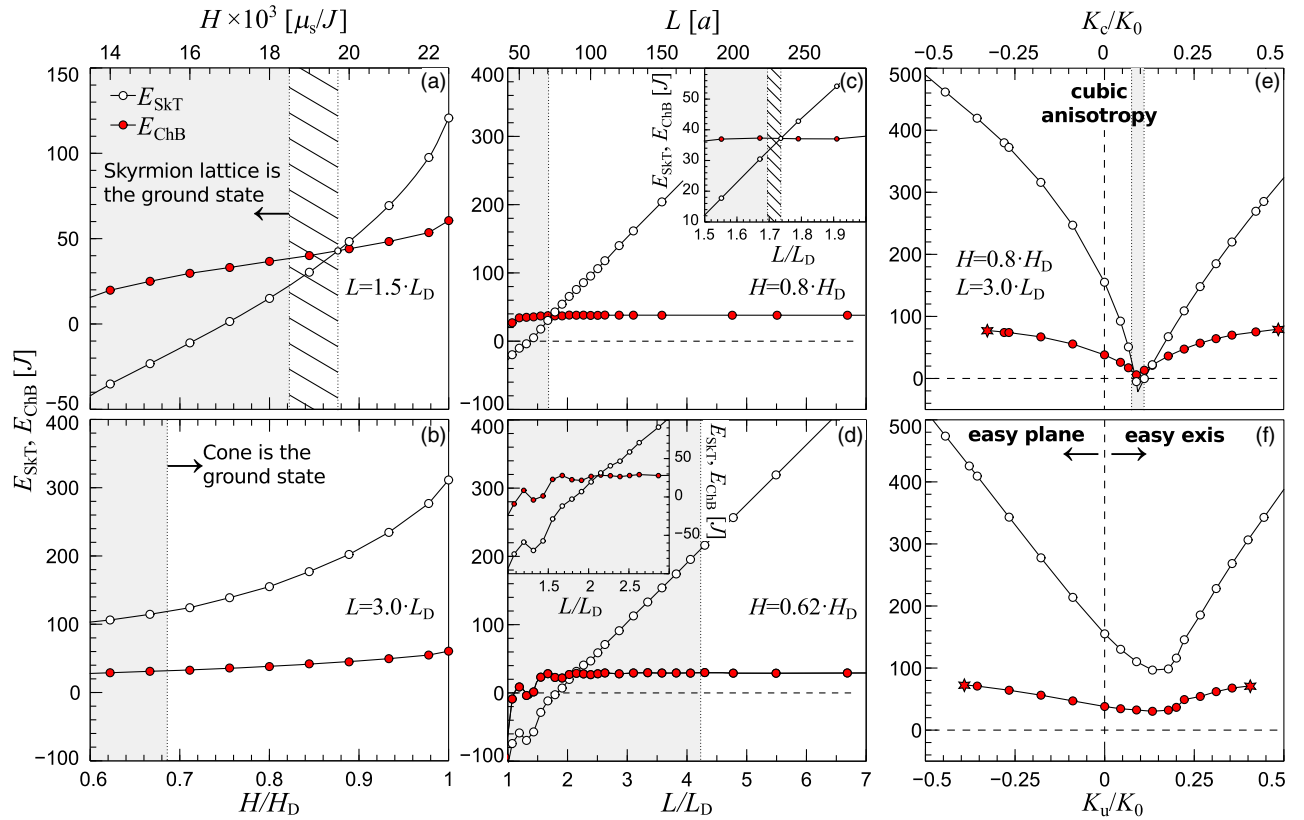 H ×10³ [μs/J]
14 15 16 17 18 19 20 21 22
L [a]
50 100 150 200 250
Kc/K0
−0.5 −0.25 0 0.25 0.5
(a)
150
100
50
0
−50
ESkT
EChB
Skyrmion lattice is
the ground state
L=1.5·LD
(b)
400
300
200
100
0
−100
Cone is the
ground state
L=3.0·LD
0.6 0.7 0.8 0.9 1
H/HD
ESkT, EChB [J]
(c)
400
300
200
100
0
−100
H=0.8·HD
ESkT, EChB [J]
50
40
30
20
10
1.5 1.6 1.7 1.8 1.9
L/LD
(d)
400
300
200
100
0
−100
H=0.62·HD
ESkT, EChB [J]
50
0
−50
1.5 2.0 2.5
L/LD
1 2 3 4 5 6 7
L/LD
(e)
500
400
300
200
100
0
cubic
anisotropy
H=0.8·HD
L=3.0·LD
(f)
500
400
300
200
100
0
easy plane easy exis
−0.5 −0.25 0 0.25 0.5
Ku/K0